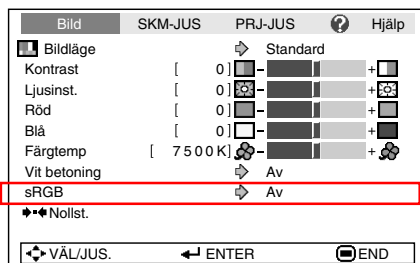 Bild SKM-JUS PRJ-JUS ? Hjälp
Bildläge Standard
Kontrast [ 0] - +
Ljusinst. [ 0] - +
Röd [ 0] - +
Blå [ 0] - +
Färgtemp [ 7500K] - +
Vit betoning Av
sRGB Av
Nollst.
VÄL/JUS. ENTER END